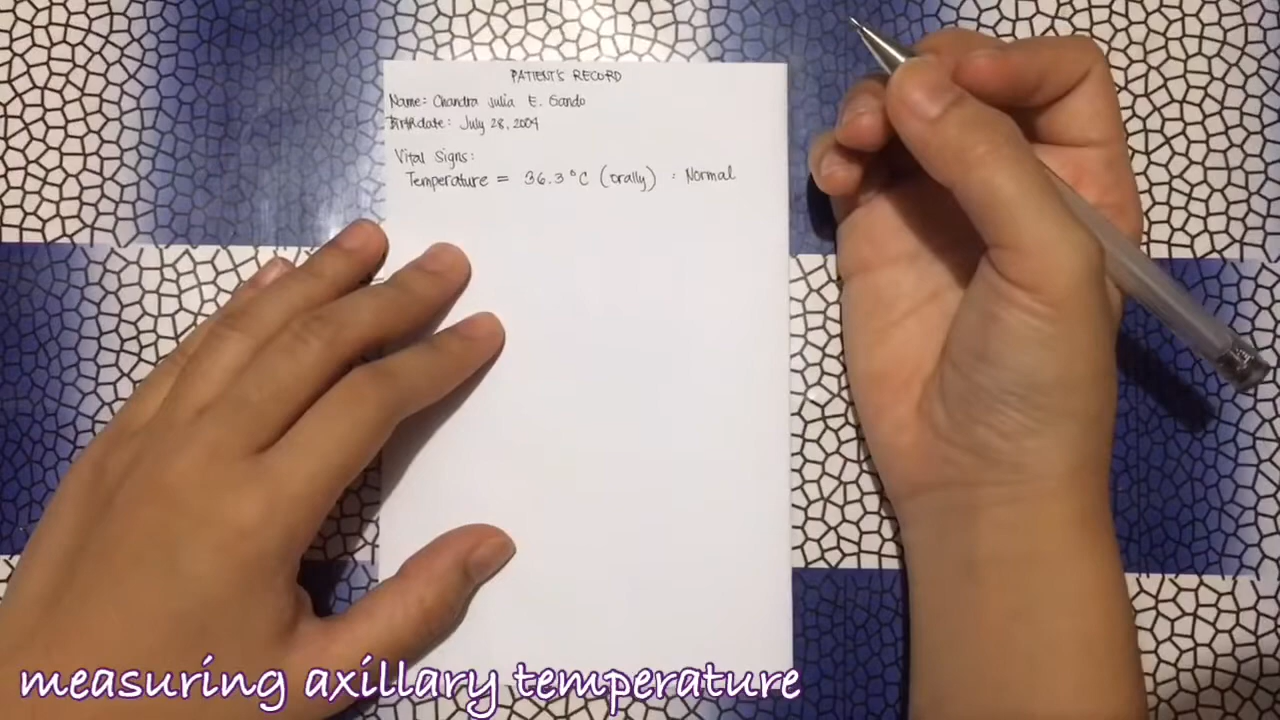 PATIENT'S RECORD
Name: Chandra Julia E. Gando
Birthdate: July 28, 2004
Vital Signs:
Temperature = 36.3 °C (orally) : Normal
measuring axillary temperature